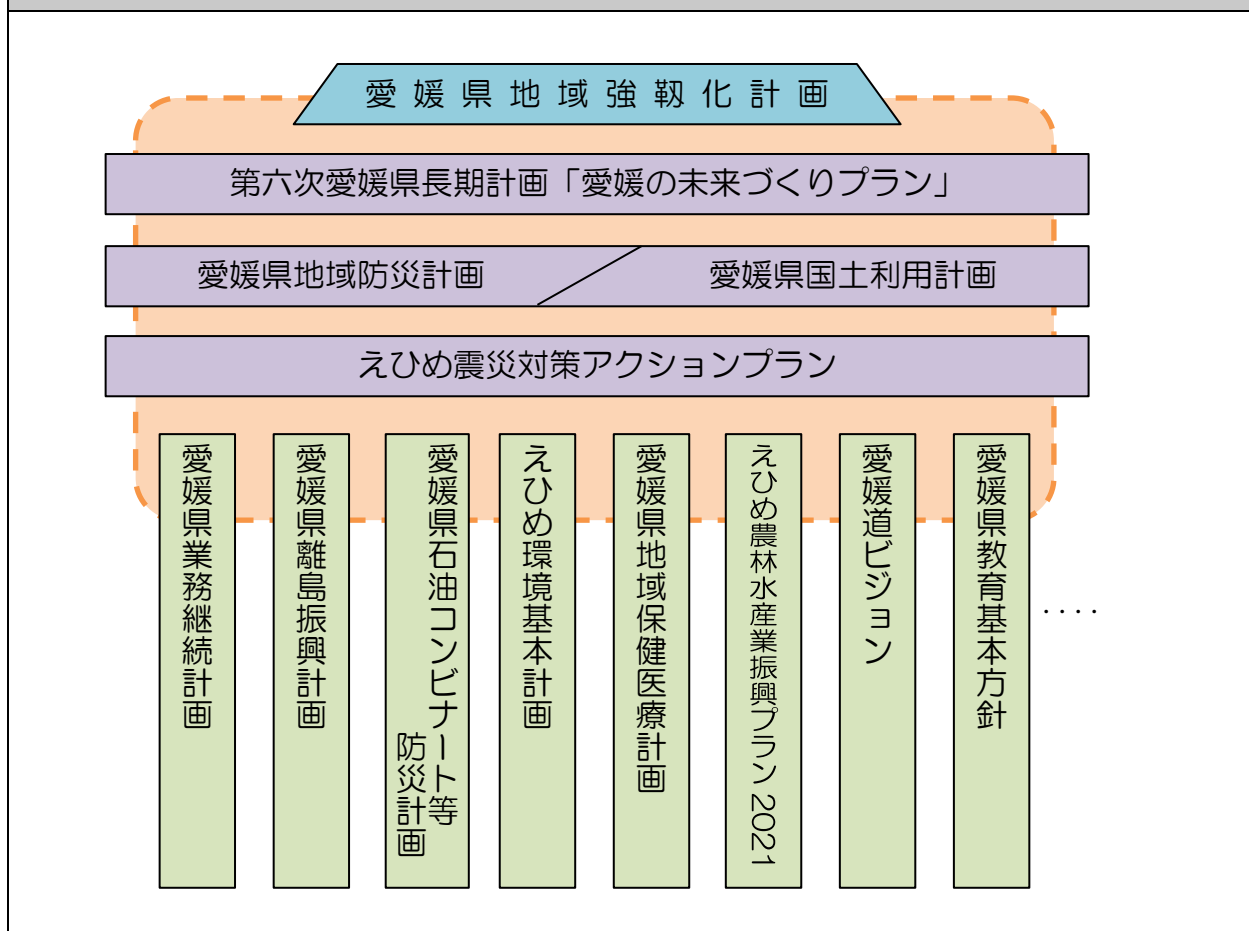 愛媛県地域強靱化計画
第六次愛媛県長期計画「愛媛の未来づくりプラン」
愛媛県地域防災計画
愛媛県国土利用計画
えひめ震災対策アクションプラン
愛媛県業務継続計画
愛媛県離島振興計画
愛媛県石油コンビナート等
防災計画
えひめ環境基本計画
愛媛県地域保健医療計画
えひめ農林水産業振興プラン2021
愛媛道ビジョン
愛媛県教育基本方針
‥‥